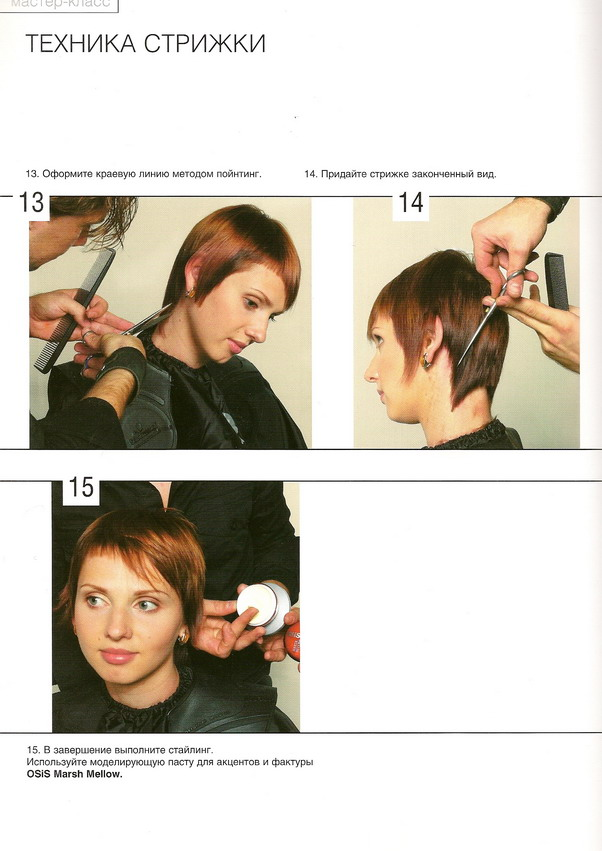 мастер-класс
ТЕХНИКА СТРИЖКИ
13. Оформите краевую линию методом пойнтинг.
14. Придайте стрижке законченный вид.
13
14
15
15. В завершение выполните стайлинг.
Используйте моделирующую пасту для акцентов и фактуры
OSiS Marsh Mellow.